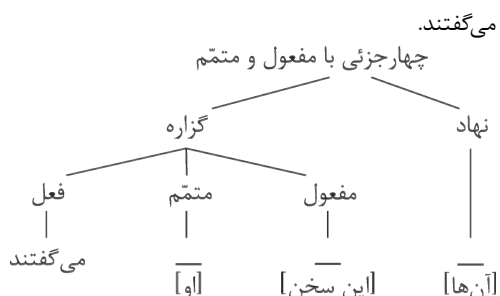 می‌گفتند.
چهارجزئی با مفعول و متمّم
نهاد گزاره
مفعول متمّم فعل
[آن‌ها] [این سخن] [او] می‌گفتند